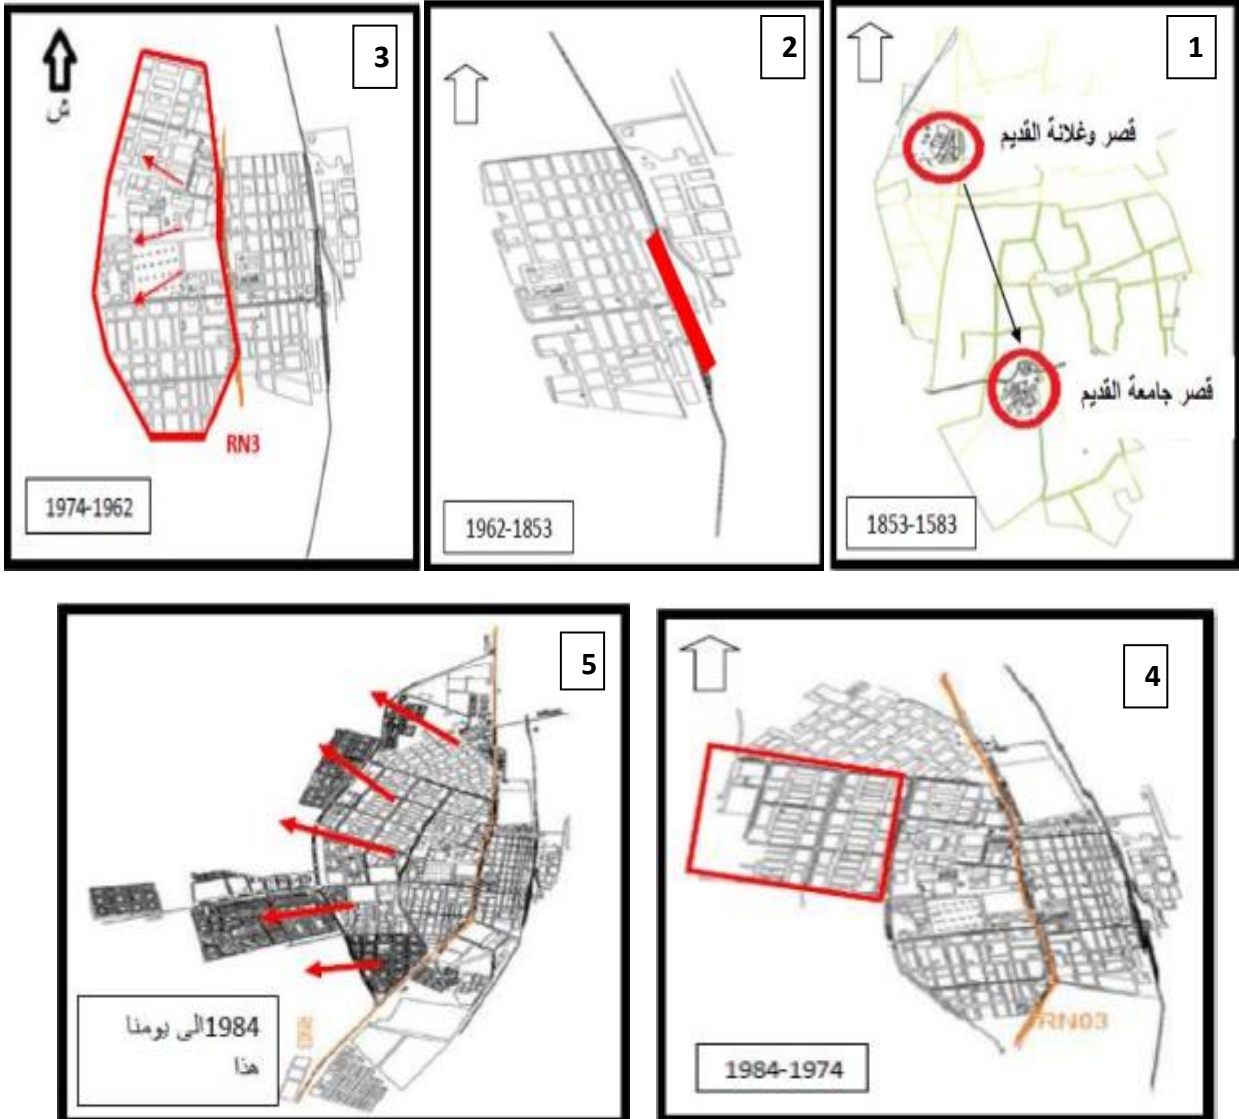 1
قصر وغلانة القديم
قصر جامعة القديم
1853-1583
2
1962-1853
3
ش
RN3
1974-1962
4
RN03
1984-1974
5
RN03
1984الى يومنا
هذا